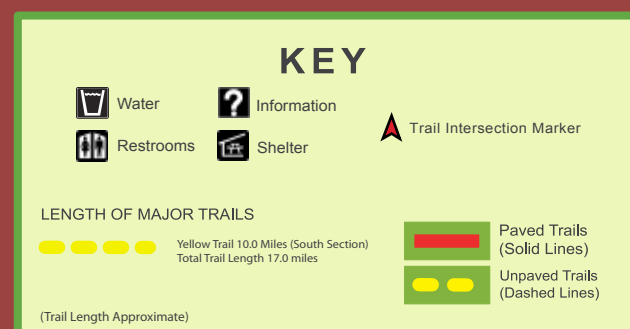 KEY
Water
Information
Restrooms
Shelter
Trail Intersection Marker
LENGTH OF MAJOR TRAILS
Yellow Trail 10.0 Miles (South Section)
Total Trail Length 17.0 miles
Paved Trails
(Solid Lines)
Unpaved Trails
(Dashed Lines)
(Trail Length Approximate)